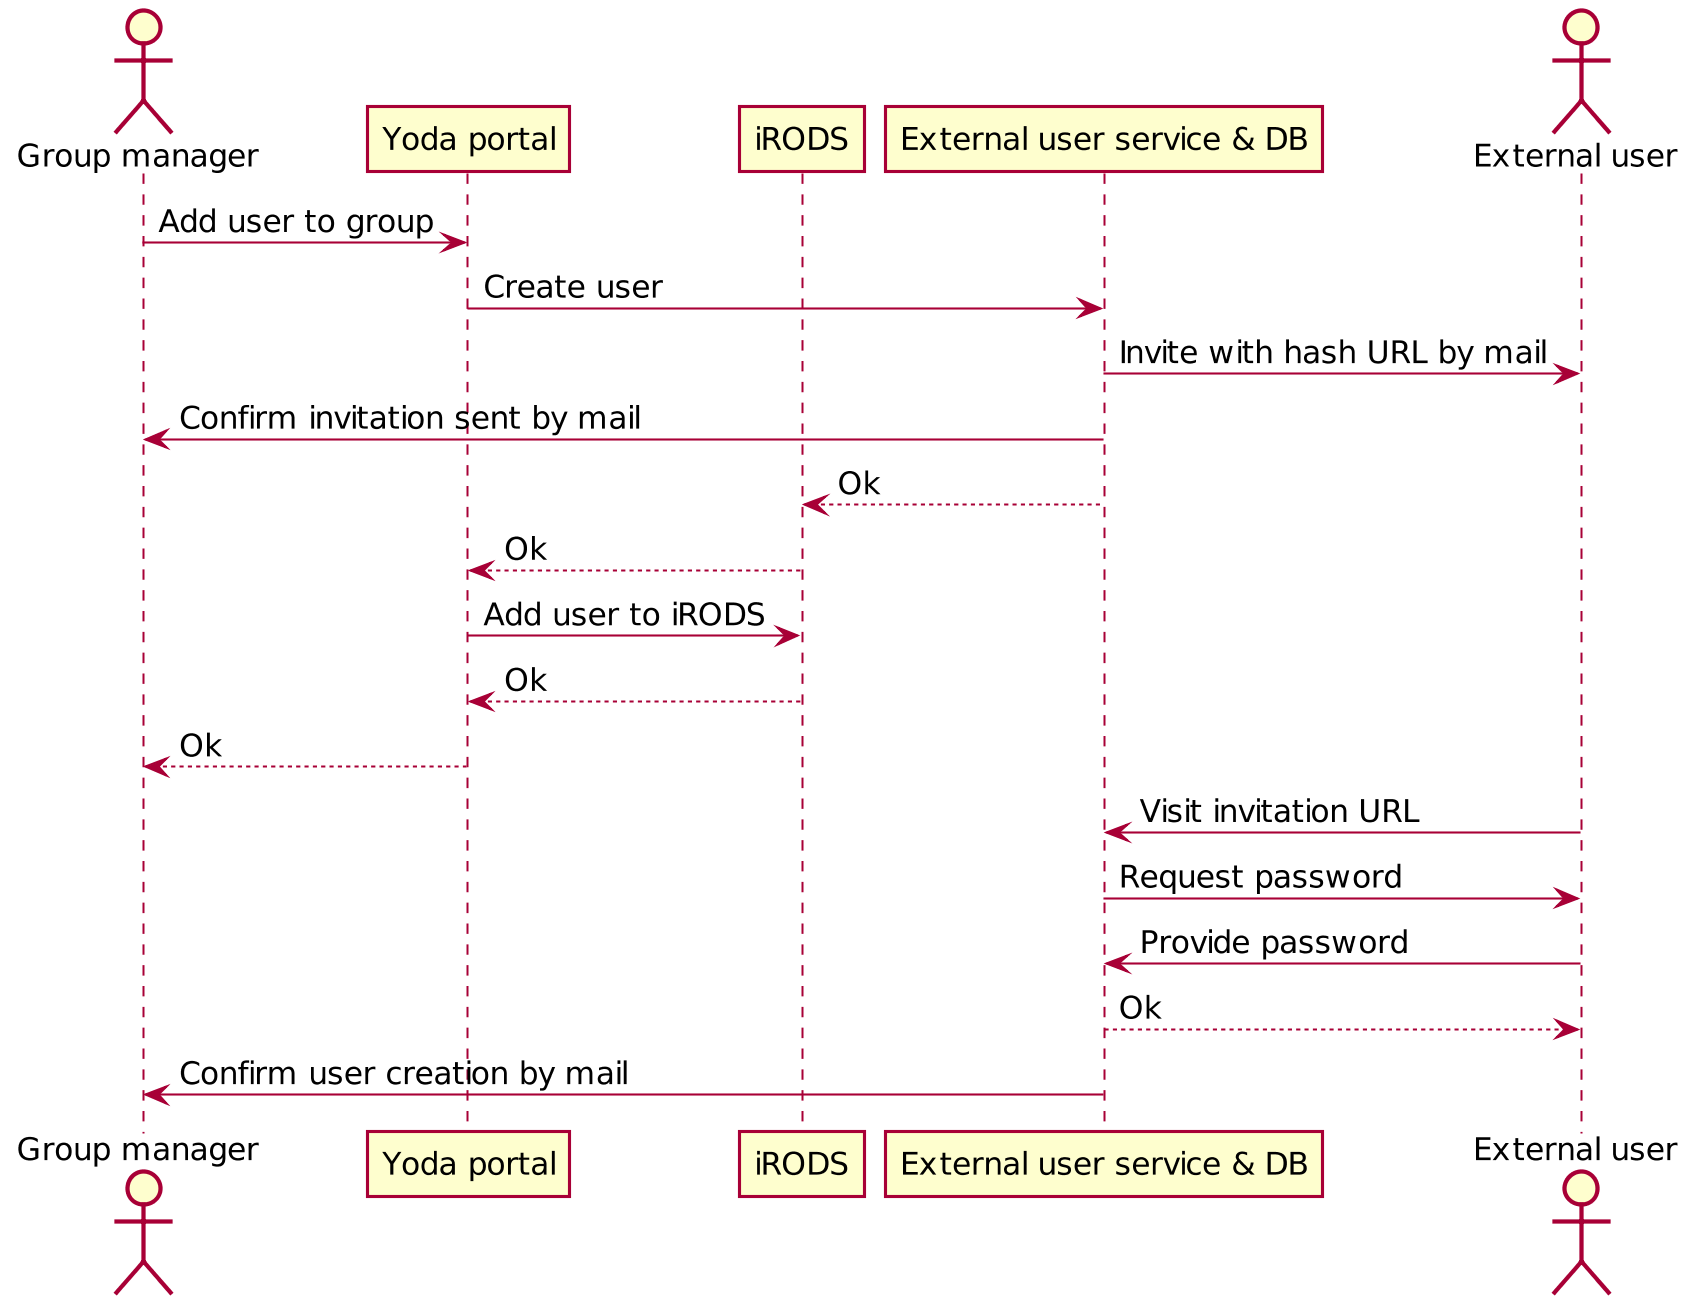 Group manager
Yoda portal
iRODS
External user service & DB
External user
Add user to group
Create user
Invite with hash URL by mail
Confirm invitation sent by mail
Ok
Ok
Add user to iRODS
Ok
Ok
Visit invitation URL
Request password
Provide password
Ok
Confirm user creation by mail
Group manager
Yoda portal
iRODS
External user service & DB
External user